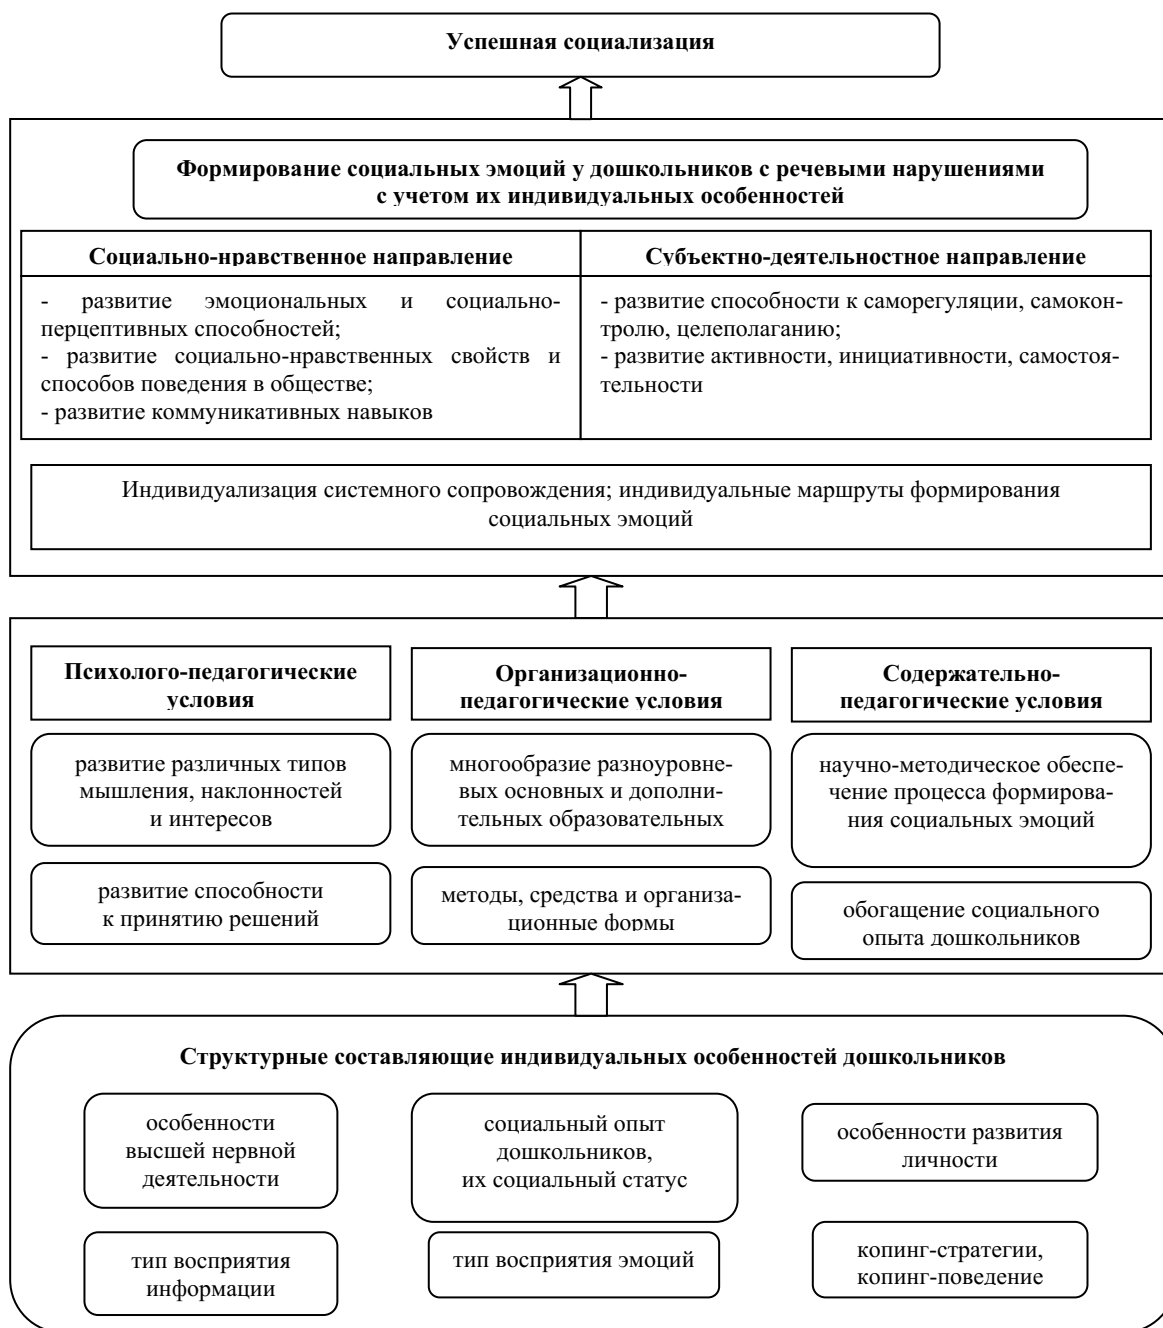 Успешная социализация
Формирование социальных эмоций у дошкольников с речевыми нарушениями
с учетом их индивидуальных особенностей
Социально-нравственное направление
- развитие эмоциональных и социально-
перцептивных способностей;
- развитие социально-нравственных свойств и
способов поведения в обществе;
- развитие коммуникативных навыков
Субъектно-деятельностное направление
- развитие способности к саморегуляции, самокон-
тролю, целеполаганию;
- развитие активности, инициативности, самостоя-
тельности
Индивидуализация системного сопровождения; индивидуальные маршруты формирования
социальных эмоций
Психолого-педагогические
условия
развитие различных типов
мышления, наклонностей
и интересов
развитие способности
к принятию решений
Организационно-
педагогические условия
многообразие разноуровне-
вых основных и дополни-
тельных образовательных
методы, средства и организа-
ционные формы
Содержательно-
педагогические условия
научно-методическое обеспе-
чение процесса формирова-
ния социальных эмоций
обогащение социального
опыта дошкольников
Структурные составляющие индивидуальных особенностей дошкольников
особенности
высшей нервной
деятельности
социальный опыт
дошкольников,
их социальный статус
особенности развития
личности
тип восприятия
информации
тип восприятия эмоций
копинг-стратегии,
копинг-поведение